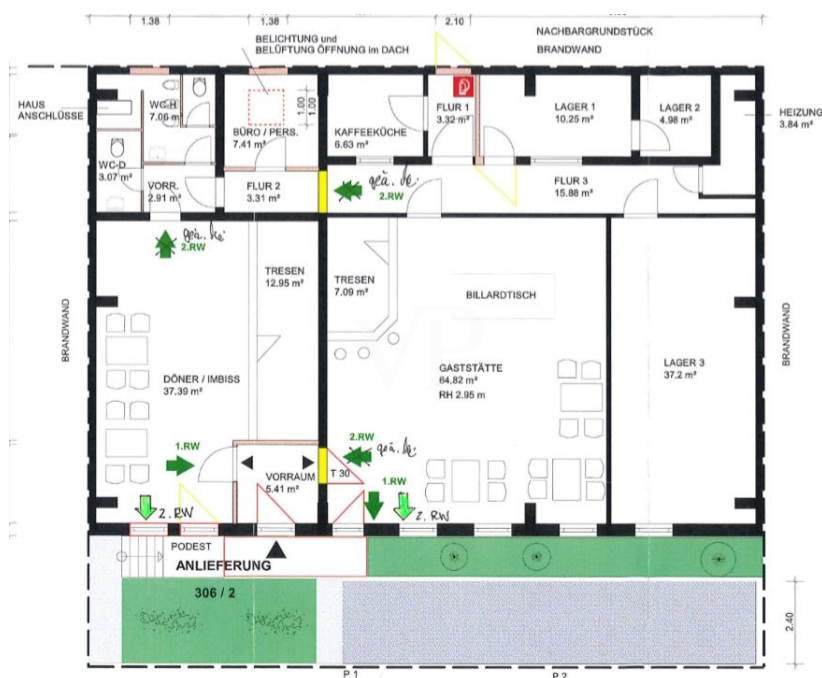 1.38
1.38
2.10
BELICHTUNG und
BELÜFTUNG ÖFFNUNG im DACH
NACHBARGRUNDSTÜCK
BRANDWAND
HAUS
ANSCHLÜSSE
WC-H
7.06 m²
1.00
1.00
BÜRO / PERS.
7.41 m²
KAFFEEKÜCHE
6.63 m²
FLUR 1
3.32 m²
LAGER 1
10.25 m²
LAGER 2
4.98 m²
HEIZUNG
3.84 m²
WC-D
3.07 m²
VORR.
2.91 m²
FLUR 2
3.31 m²
2.RW
FLUR 3
15.88 m²
2.RW
TRESEN
12.95 m²
TRESEN
7.09 m²
BILLARDTISCH
BRANDWAND
BRANDWAND
DÖNER / IMBISS
37.39 m²
GASTSTÄTTE
64.82 m²
RH 2.95 m
LAGER 3
37.2 m²
VP
1.RW
2.RW
VORRAUM
5.41 m²
T 30
1.RW
2. RW
2. RW
PODEST
ANLIEFERUNG
306 / 2
2.40
P 1
P 2